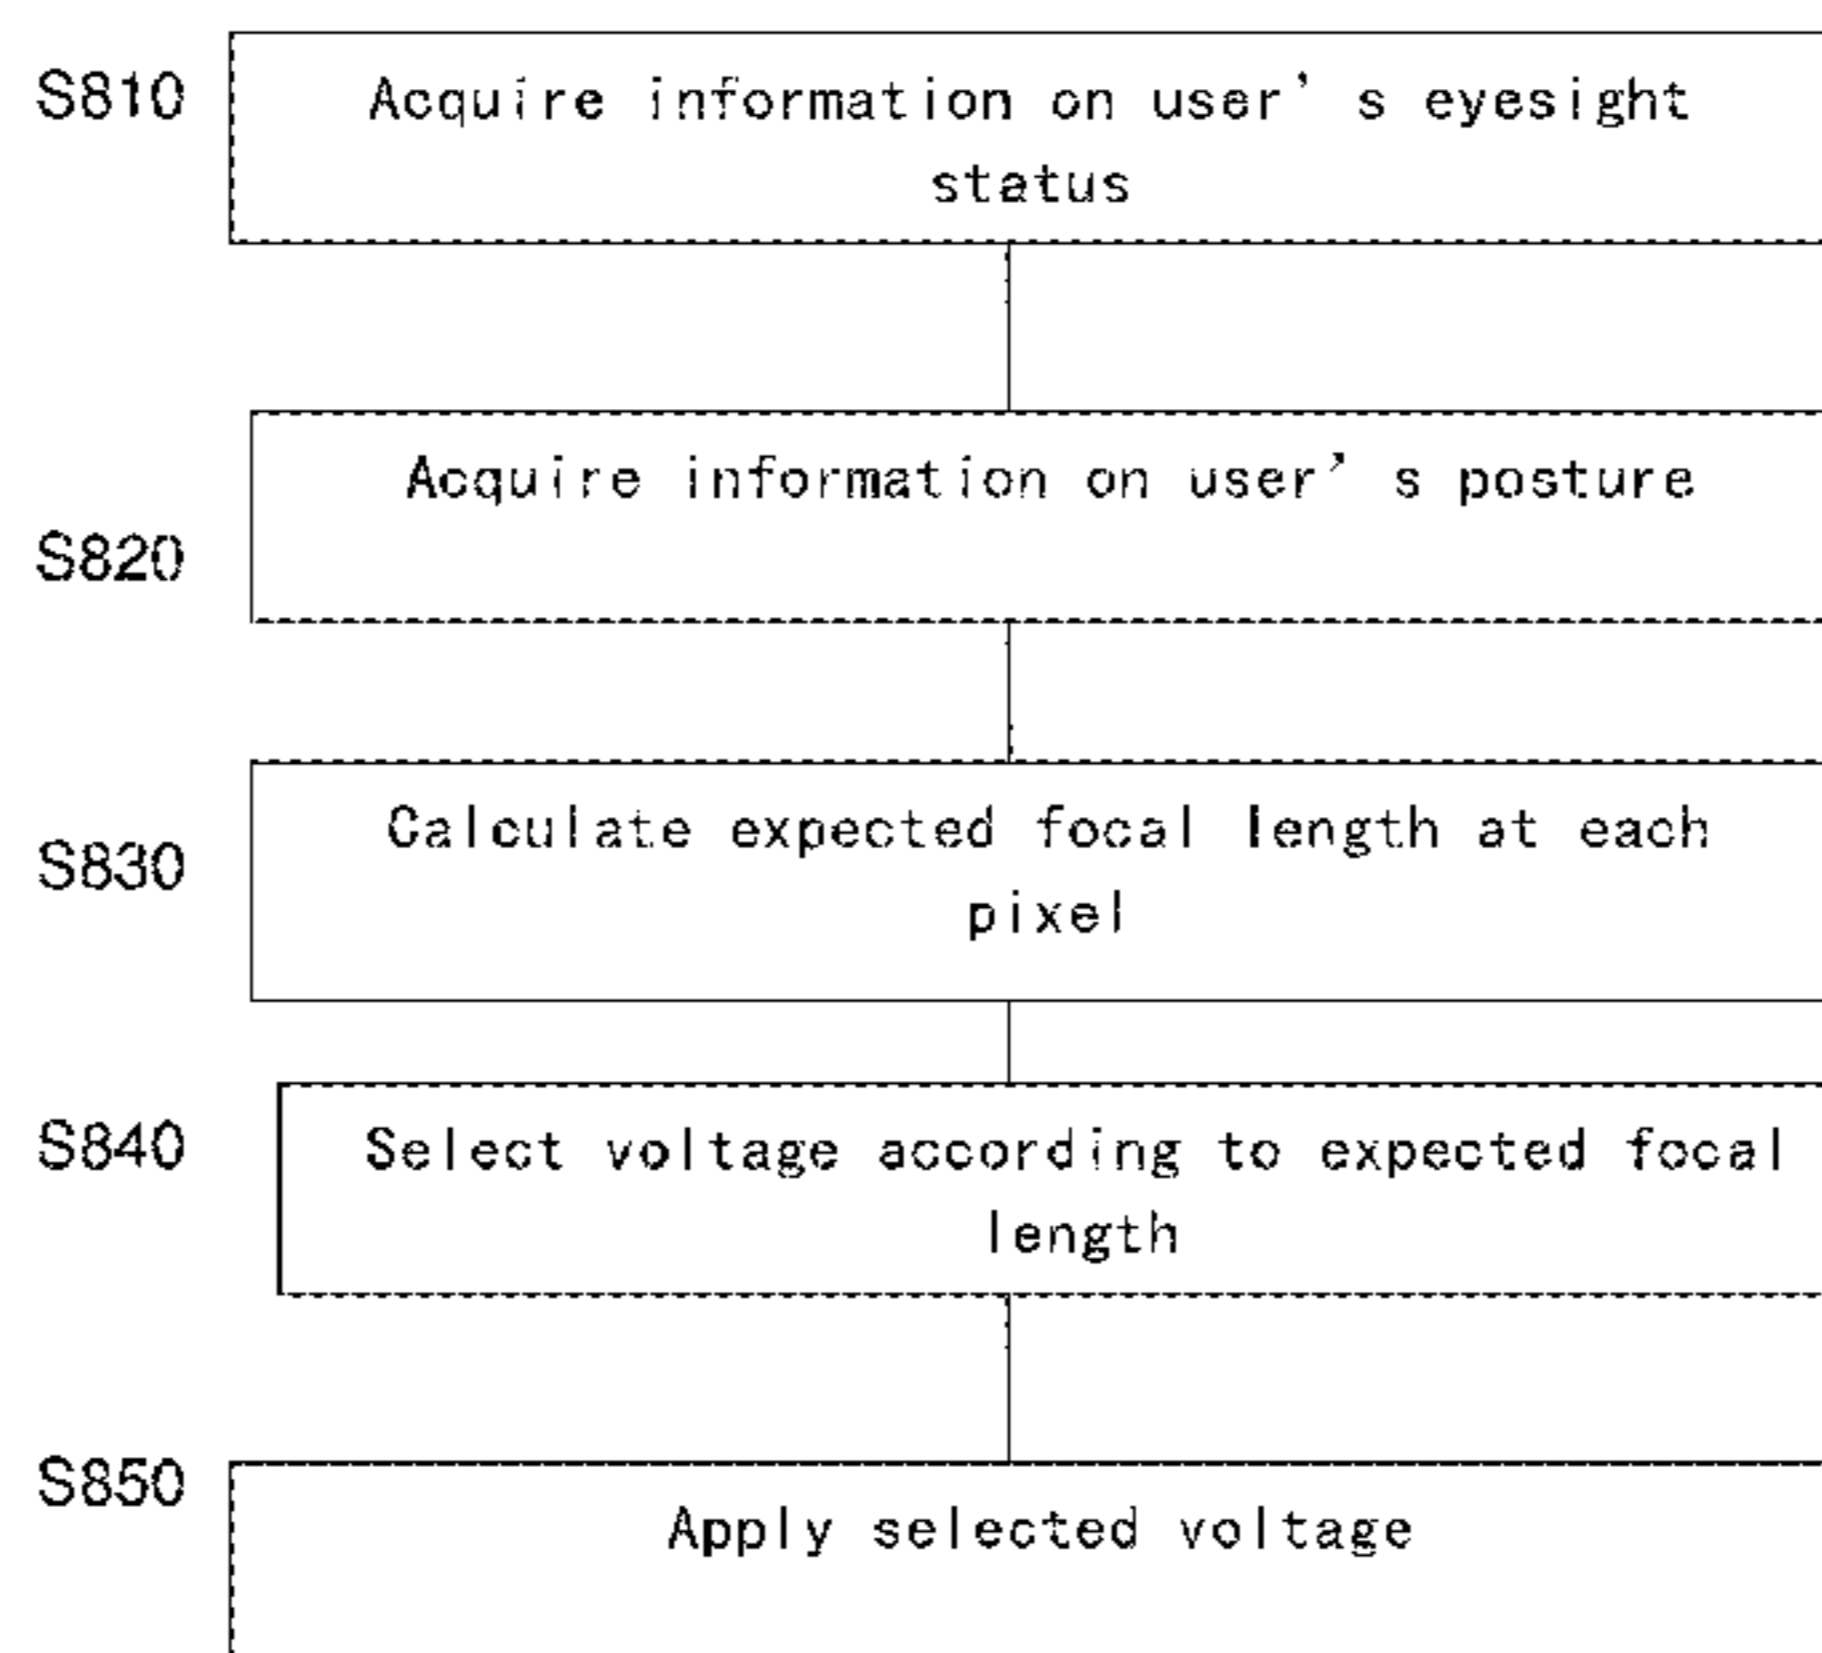 S810
Acquire information on user's eyesight
status
Acquire information on user's posture
S820
Calculate expected focal length at each
S830
pixel
S840
Select voltage according to expected focal
length
S850
Apply selected voltage